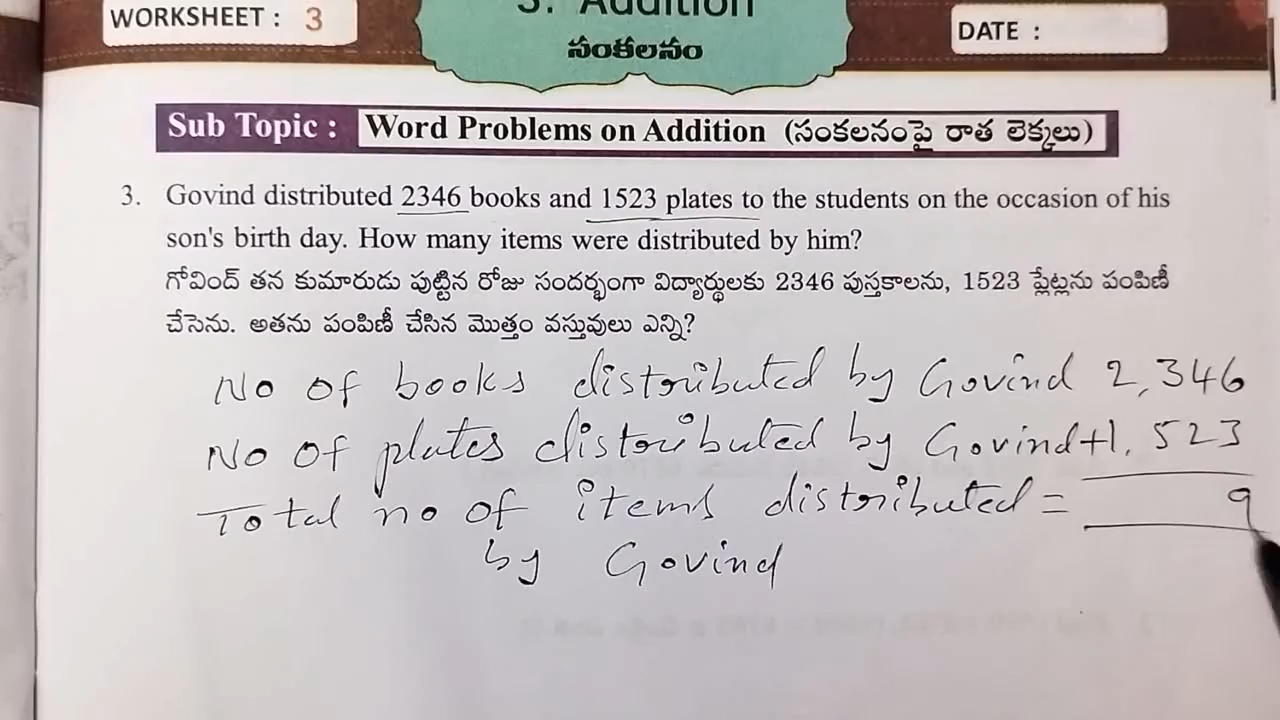 WORKSHEET : 3
3. Addition
సంకలనం
DATE :
Sub Topic : Word Problems on Addition (సంకలనంపై రాత లెక్కలు)
3. Govind distributed 2346 books and 1523 plates to the students on the occasion of his
son's birth day. How many items were distributed by him?
గోవింద్ తన కుమారుడు పుట్టిన రోజు సందర్భంగా విద్యార్థులకు 2346 పుస్తకాలను, 1523 ప్లేట్లను పంపిణీ
చేసెను. అతను పంపిణీ చేసిన మొత్తం వస్తువులు ఎన్ని?
No of books distributed by Govind 2,346
No of plates distributed by Govind +1,523
Total no of items distributed = 9
by Govind